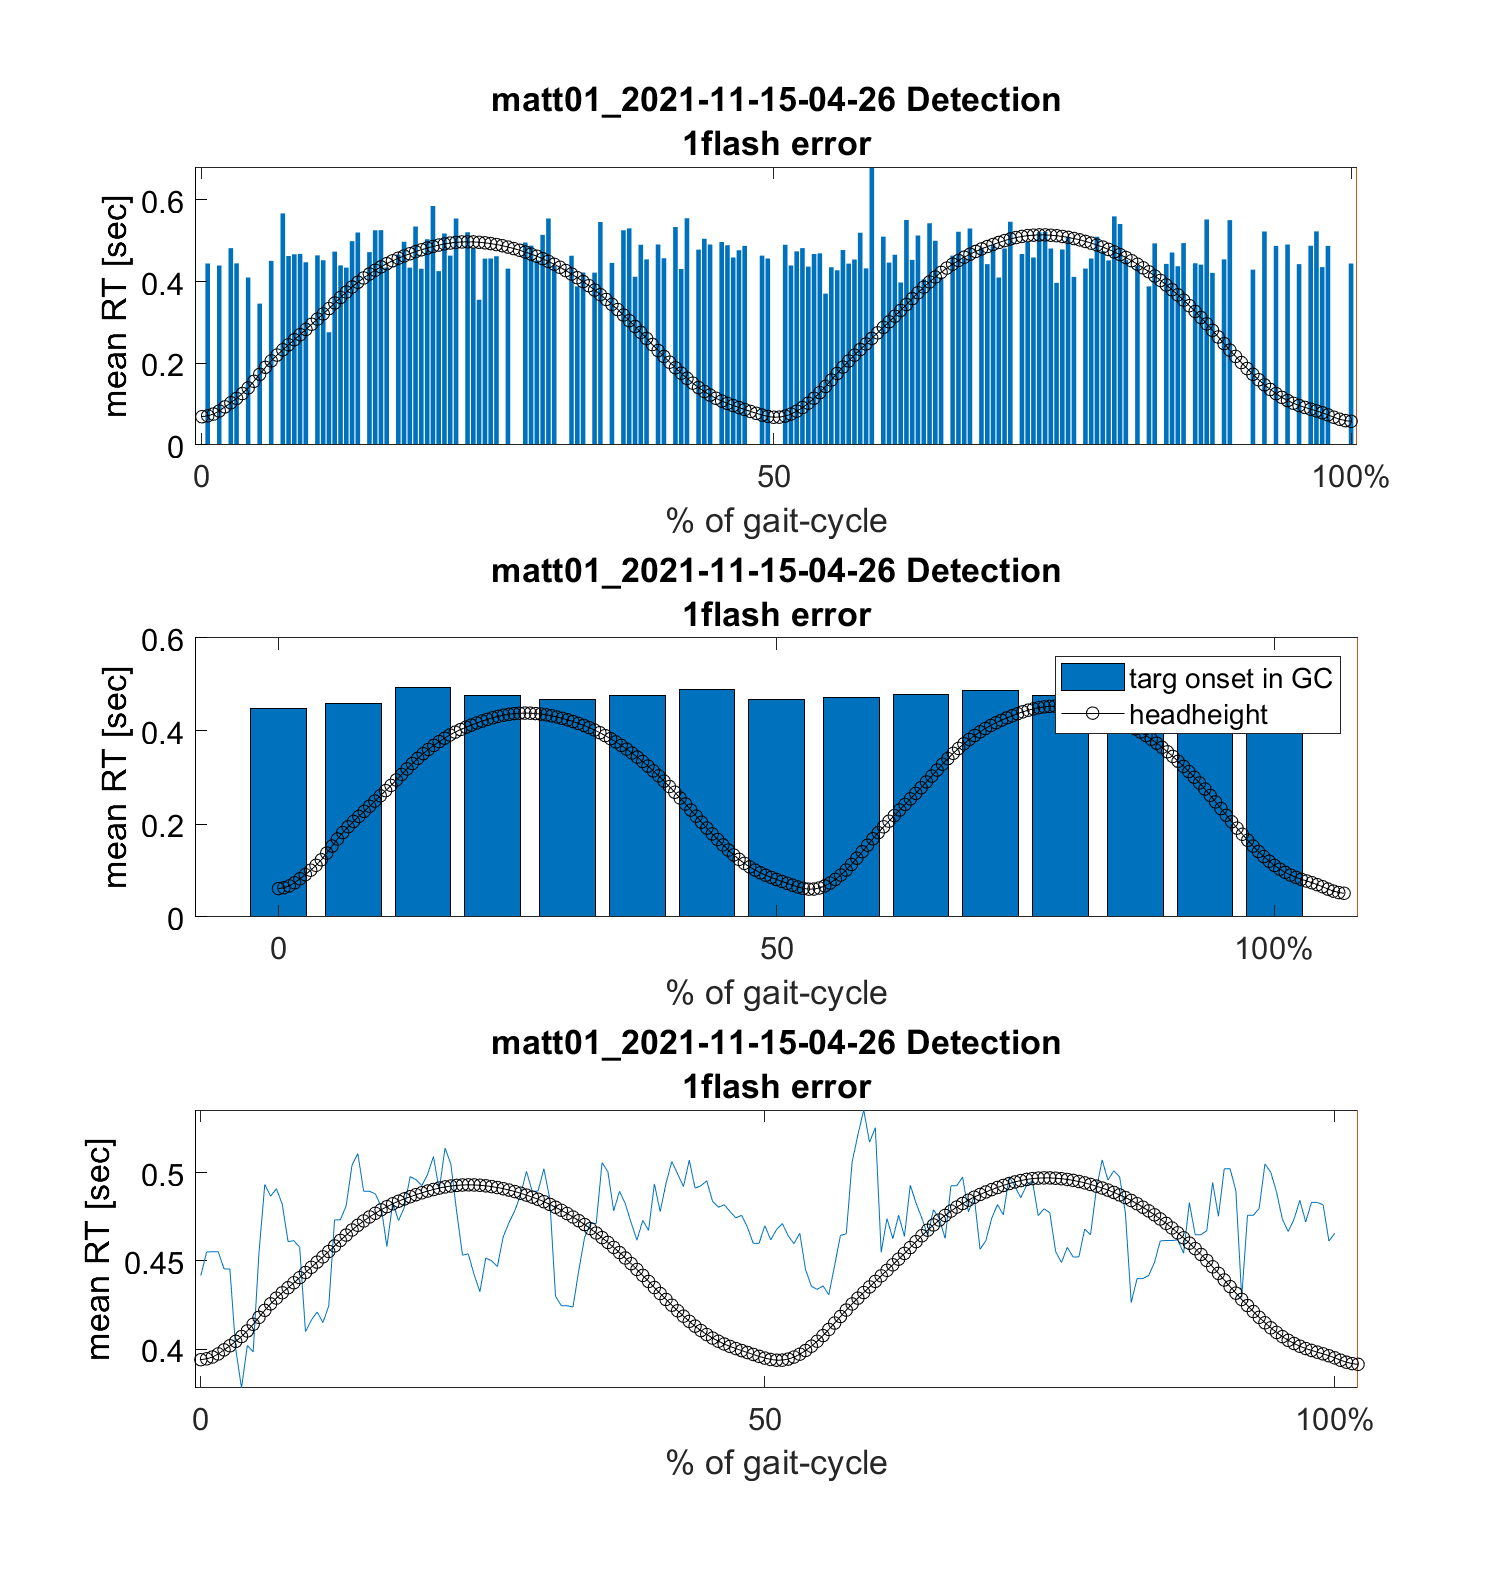 matt01_2021-11-15-04-26 Detection
1flash error
mean RT [sec]
0.6
0.4
0.2
0
0 50 100%
% of gait-cycle
matt01_2021-11-15-04-26 Detection
1flash error
mean RT [sec]
0.6
0.4
0.2
0
targ onset in GC
headheight
0 50 100%
% of gait-cycle
matt01_2021-11-15-04-26 Detection
1flash error
mean RT [sec]
0.5
0.45
0.4
0 50 100%
% of gait-cycle